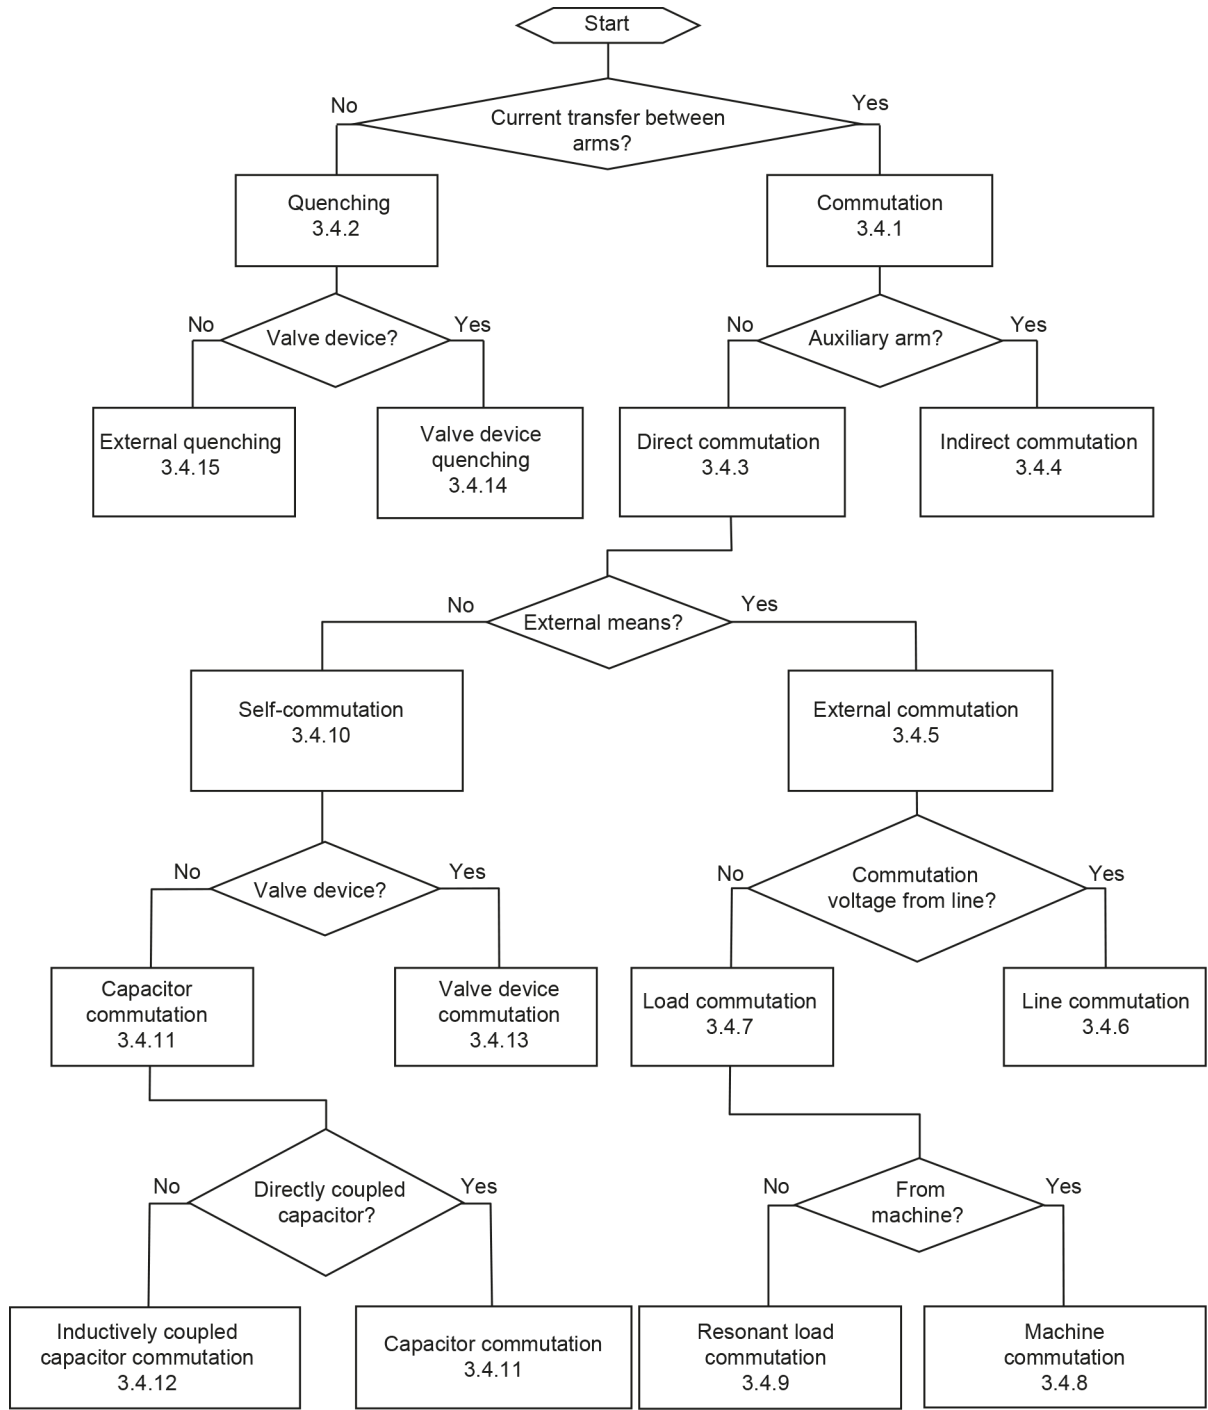 Start
No
Yes
Current transfer between
arms?
Quenching
3.4.2
Commutation
3.4.1
No
Valve device?
Yes
No
Auxiliary arm?
Yes
External quenching
3.4.15
Valve device
quenching
3.4.14
Direct commutation
3.4.3
Indirect commutation
3.4.4
No
External means?
Yes
Self-commutation
3.4.10
External commutation
3.4.5
No
Valve device?
Yes
No
Commutation
voltage from line?
Yes
Capacitor
commutation
3.4.11
Valve device
commutation
3.4.13
Load commutation
3.4.7
Line commutation
3.4.6
No
Directly coupled
capacitor?
Yes
No
From
machine?
Yes
Inductively coupled
capacitor commutation
3.4.12
Capacitor commutation
3.4.11
Resonant load
commutation
3.4.9
Machine
commutation
3.4.8